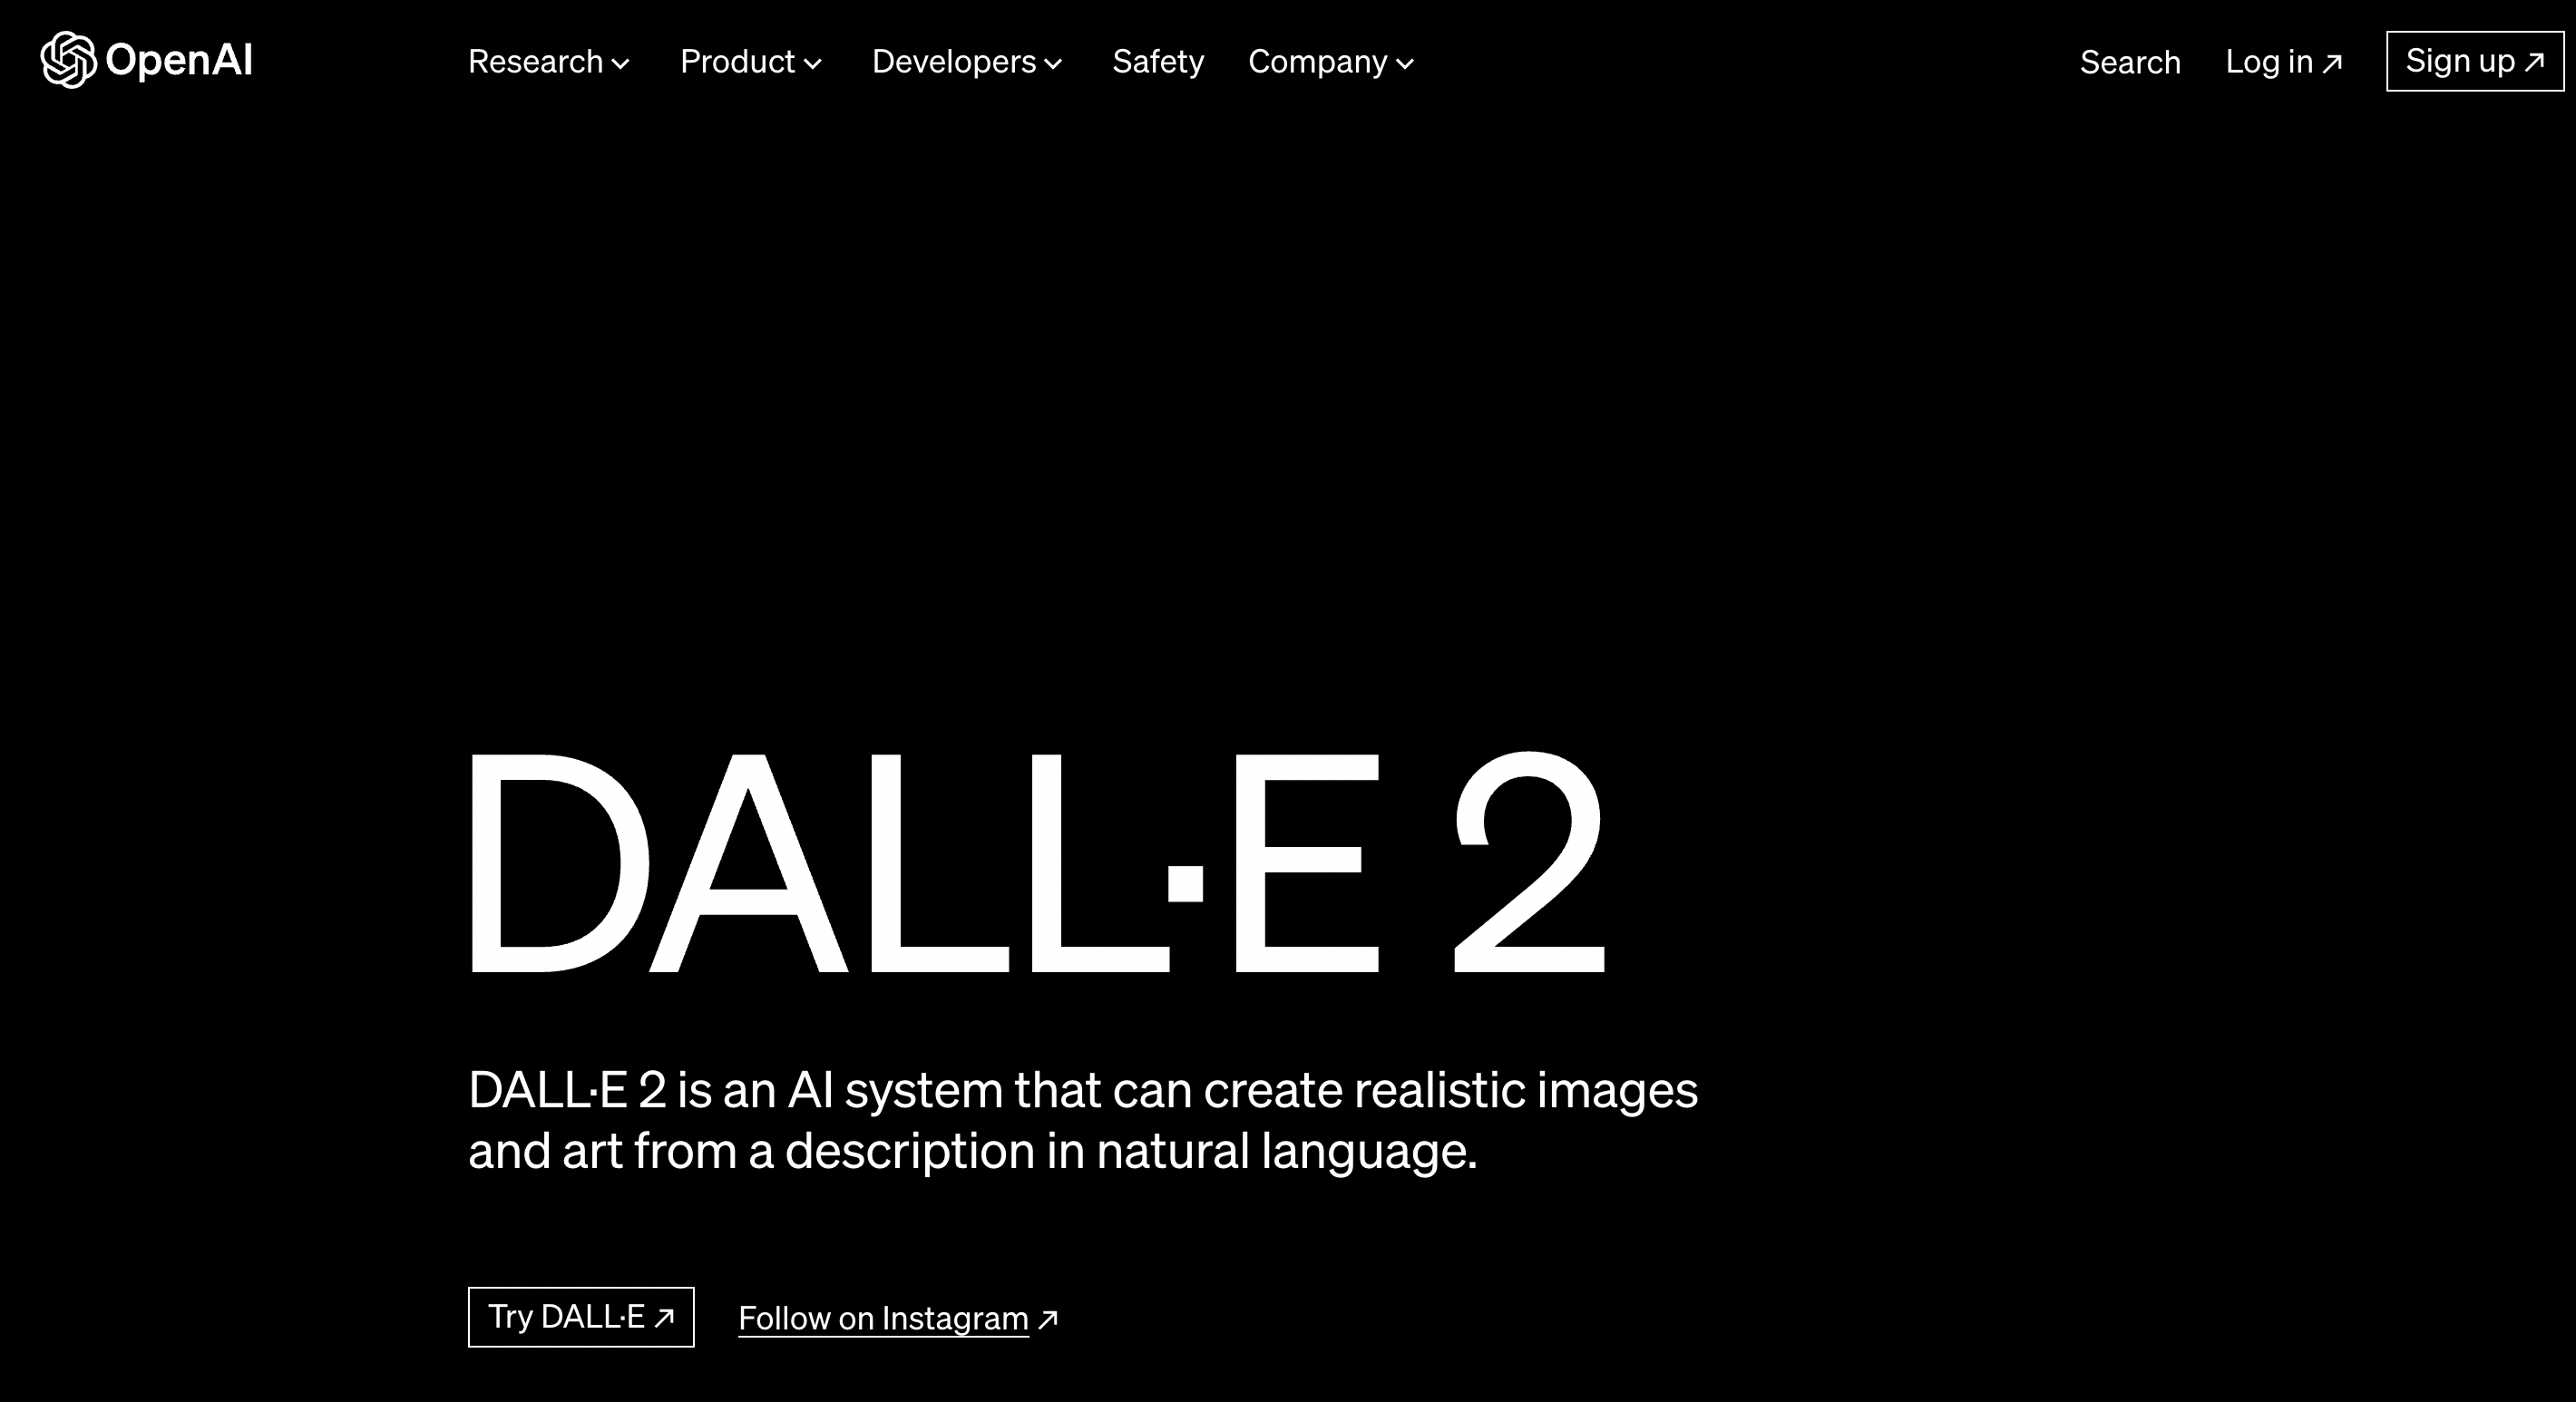 OpenAI
Research Product Developers Safety Company
Search Log in ↗ Sign up ↗
DALL·E 2
DALL·E 2 is an AI system that can create realistic images
and art from a description in natural language.
Try DALL·E ↗ Follow on Instagram ↗